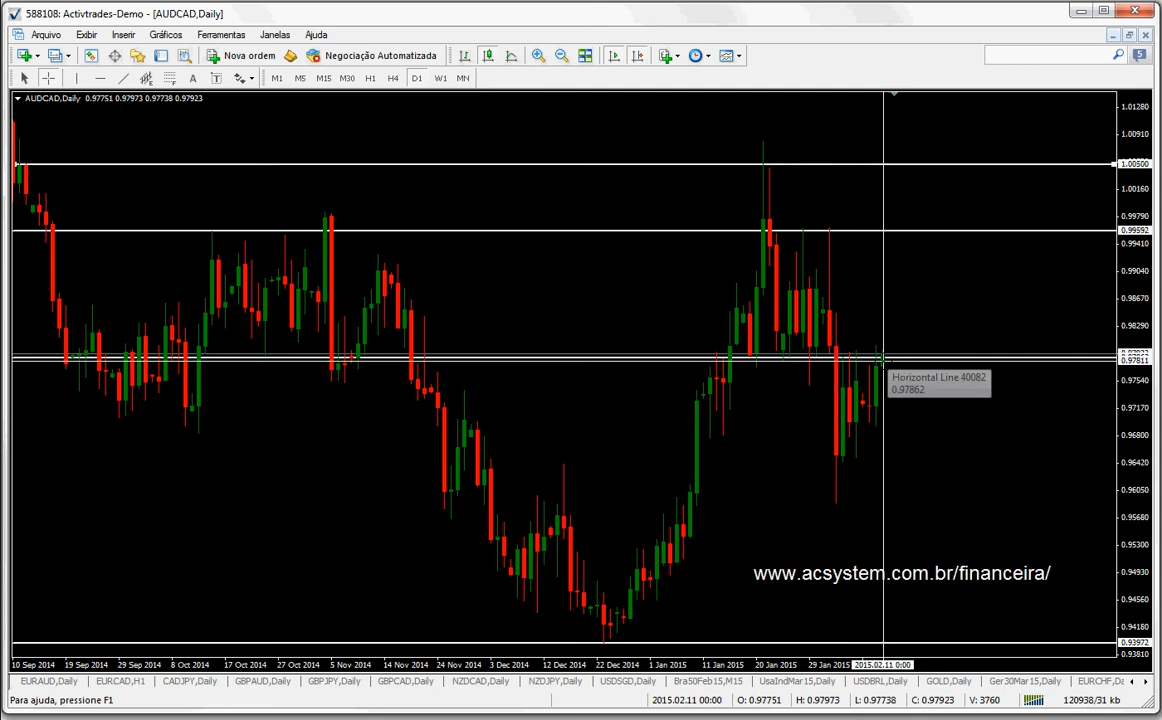 588108: Activtrades-Demo - [AUDCAD,Daily]
Arquivo Exibir Inserir Gráficos Ferramentas Janelas Ajuda
Nova ordem Negociação Automatizada 5
A T M1 M5 M15 M30 H1 H4 D1 W1 MN
AUDCAD,Daily 0.97751 0.97973 0.97738 0.97923
1.01280
1.00910
1.00500
1.00160
0.99790
0.99592
0.99410
0.99040
0.98670
0.98290
0.97811
Horizontal Line 40082
0.97862
0.97540
0.97170
0.96800
0.96420
0.96050
0.95680
0.95300
www.acsystem.com.br/financeira/
0.94930
0.94560
0.94180
0.93972
0.93810
10 Sep 2014 19 Sep 2014 29 Sep 2014 8 Oct 2014 17 Oct 2014 27 Oct 2014 5 Nov 2014 14 Nov 2014 24 Nov 2014 3 Dec 2014 12 Dec 2014 22 Dec 2014 1 Jan 2015 11 Jan 2015 20 Jan 2015 29 Jan 2015 2015.02.11 0:00
EURAUD,Daily EURCAD,H1 CADJPY,Daily GBPAUD,Daily GBPJPY,Daily GBPCAD,Daily NZDCAD,Daily NZDJPY,Daily USDSGD,Daily Bra50Feb15,M15 UsaIndMar15,Daily USDBRL,Daily GOLD,Daily Ger30Mar15,Daily EURCHF,Da
Para ajuda, pressione F1 2015.02.11 00:00 O: 0.97751 H: 0.97973 L: 0.97738 C: 0.97923 V: 3760 120938/31 kb